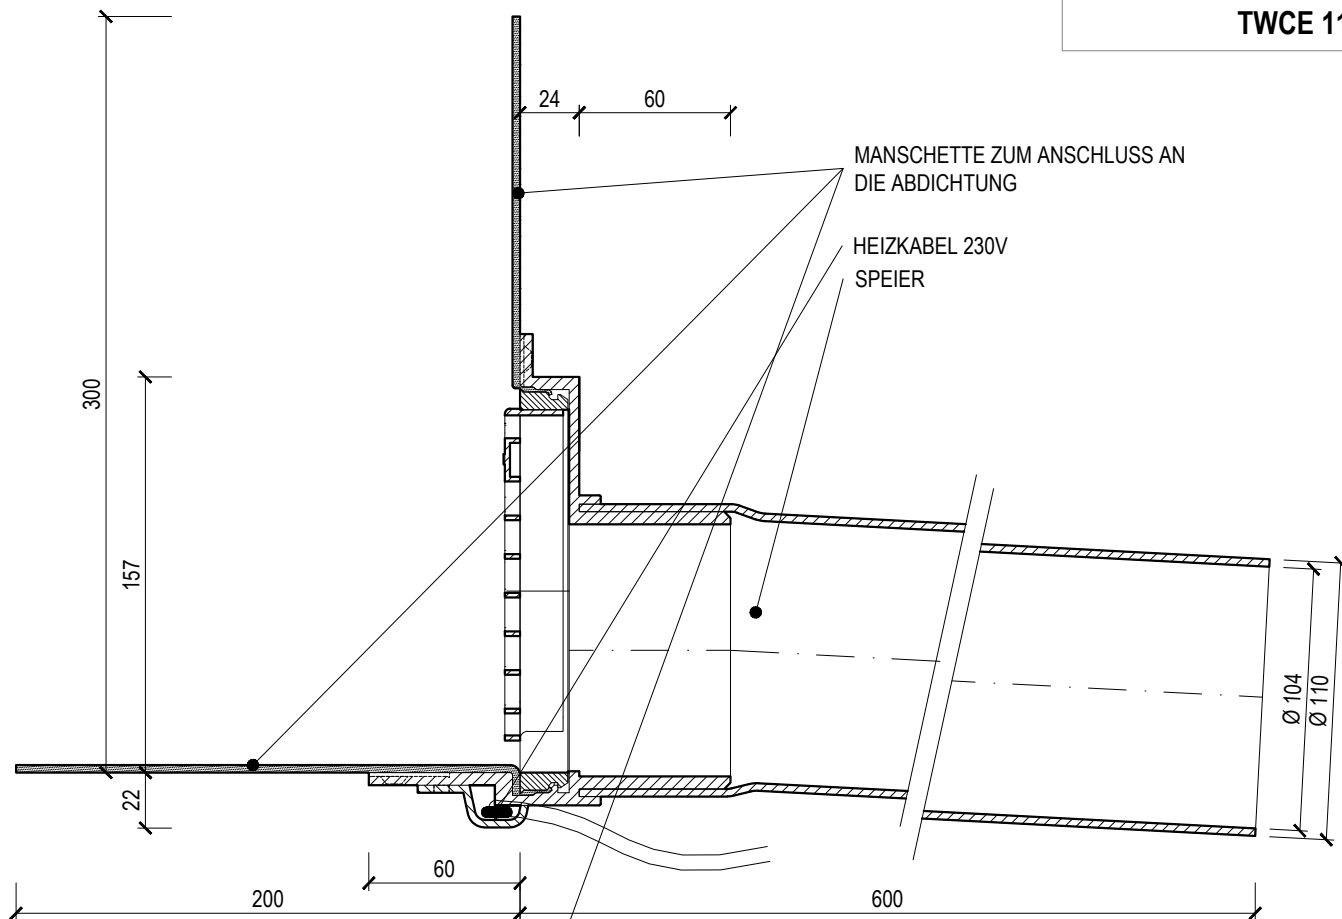 TWCE 11
24
60
MANSCHETTE ZUM ANSCHLUSS AN
DIE ABDICHTUNG
HEIZKABEL 230V
SPEIER
300
157
22
Ø 104
Ø 110
60
200
600